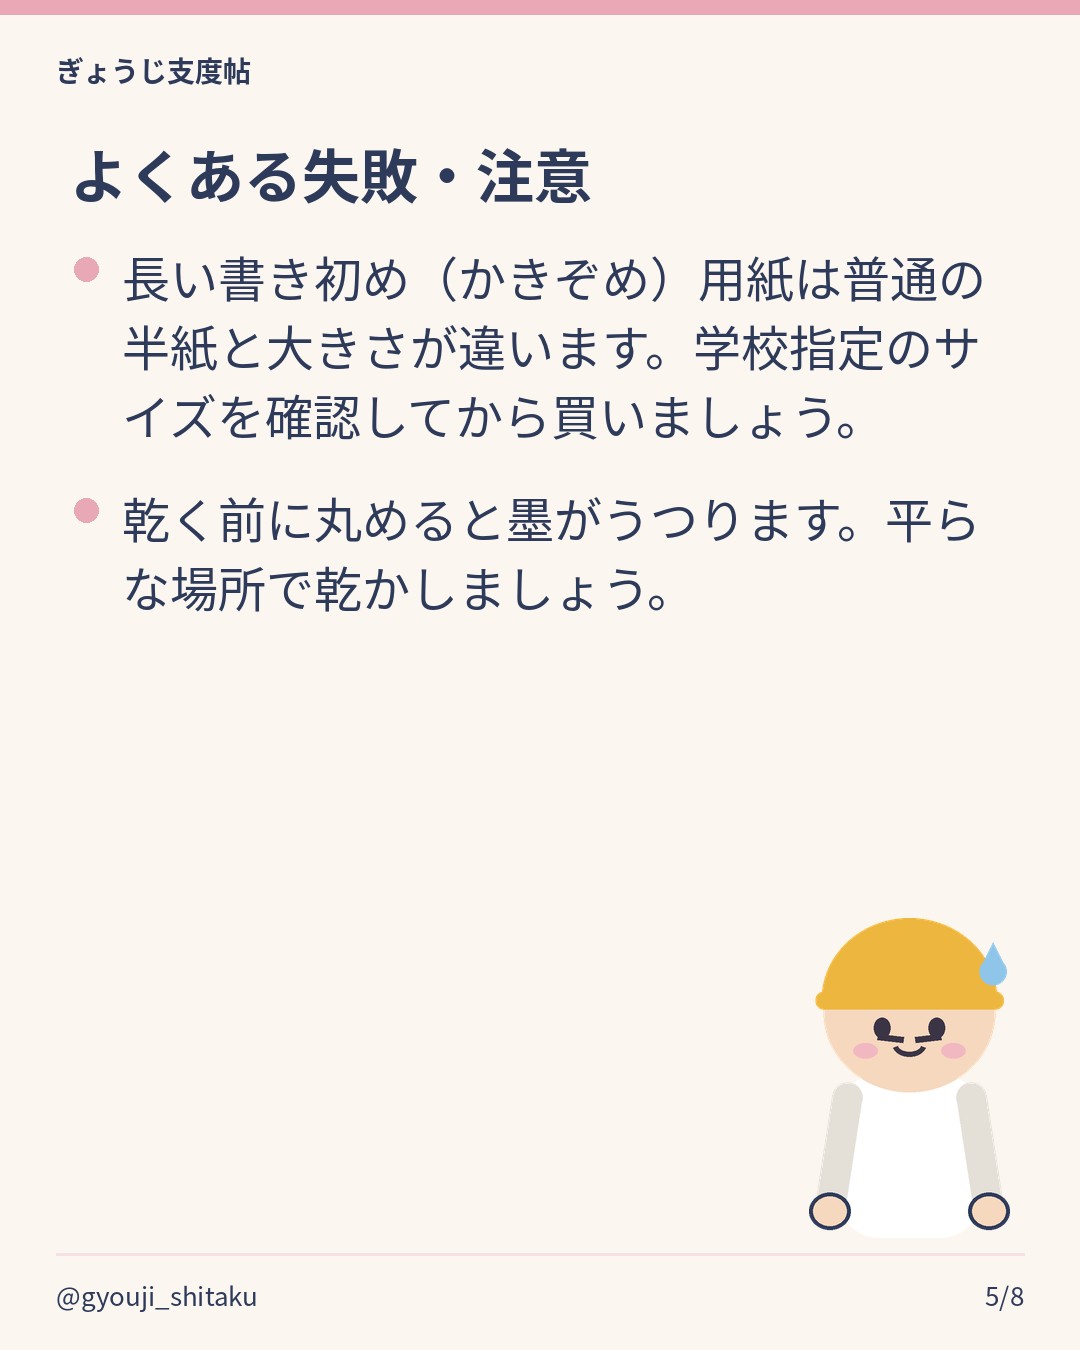 ぎょうじ支度帖
よくある失敗・注意
長い書き初め（かきぞめ）用紙は普通の
半紙と大きさが違います。学校指定のサ
イズを確認してから買いましょう。
乾く前に丸めると墨がうつります。平ら
な場所で乾かしましょう。
@gyouji_shitaku
5/8